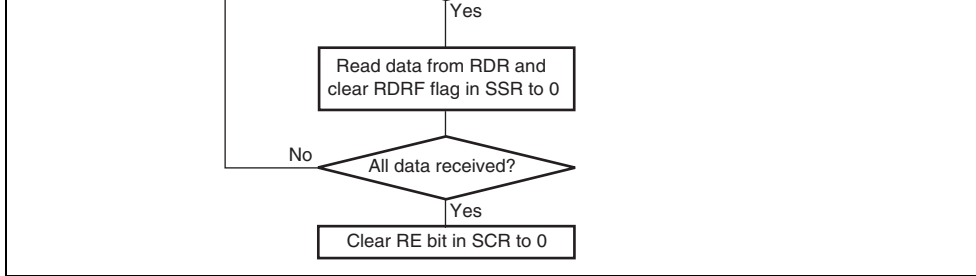 Yes
Read data from RDR and
clear RDRF flag in SSR to 0
No
All data received?
Yes
Clear RE bit in SCR to 0